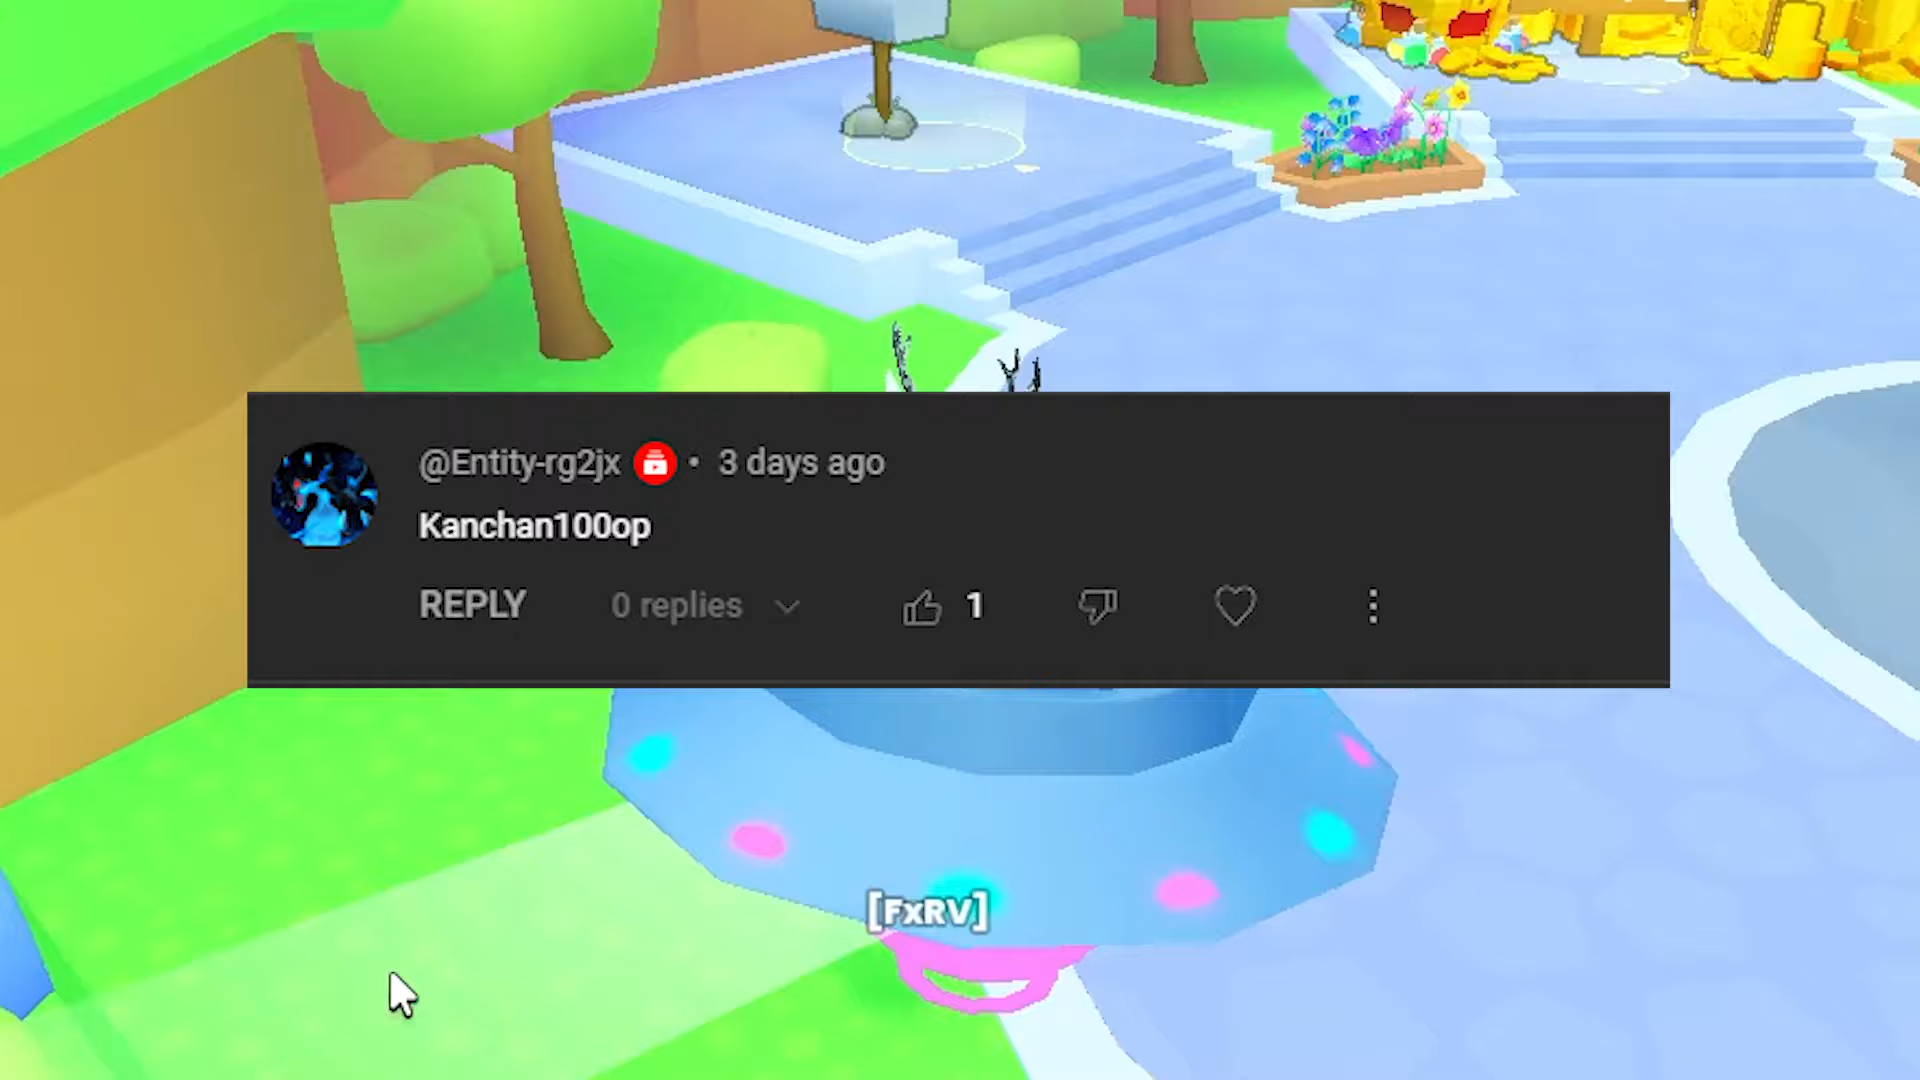 @Entity-rg2jx • 3 days ago
Kanchan100op
REPLY 0 replies 1
[FxRV]